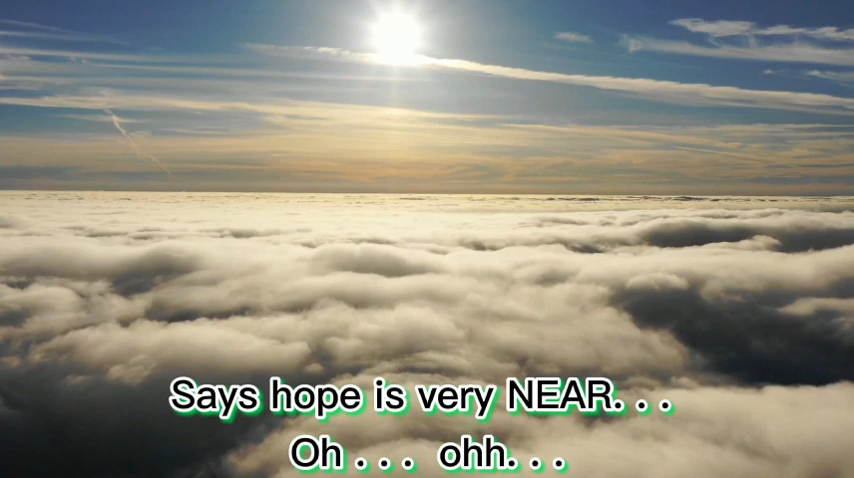 Says hope is very NEAR. . .
Oh . . .  ohh. . .